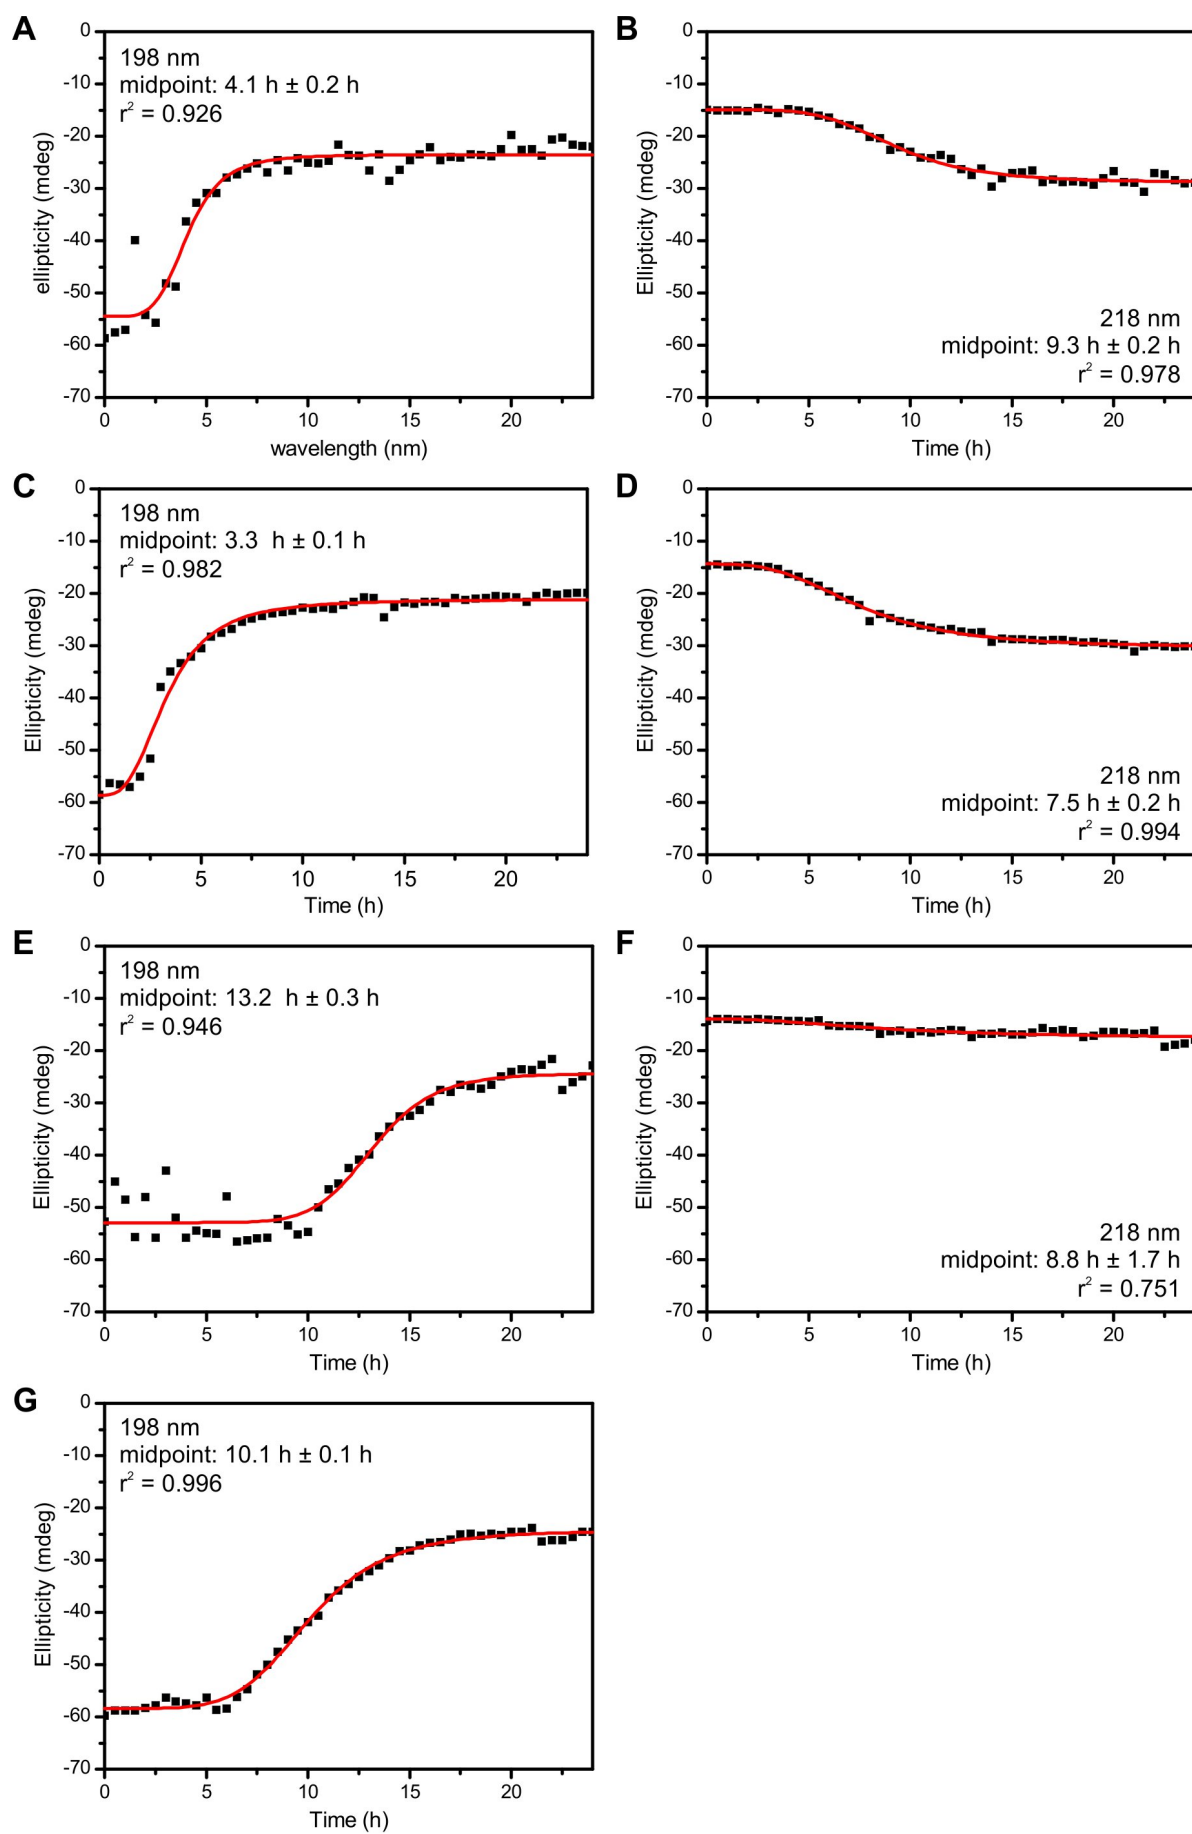 A
198 nm
midpoint: 4.1 h ± 0.2 h
r² = 0.926
0
-10
-20
-30
-40
-50
-60
-70
ellipticity (mdeg)
0 5 10 15 20
wavelength (nm)
B
0
-10
-20
-30
-40
-50
-60
-70
Ellipticity (mdeg)
218 nm
midpoint: 9.3 h ± 0.2 h
r² = 0.978
0 5 10 15 20
Time (h)
C
198 nm
midpoint: 3.3 h ± 0.1 h
r² = 0.982
0
-10
-20
-30
-40
-50
-60
-70
Ellipticity (mdeg)
0 5 10 15 20
Time (h)
D
0
-10
-20
-30
-40
-50
-60
-70
Ellipticity (mdeg)
218 nm
midpoint: 7.5 h ± 0.2 h
r² = 0.994
0 5 10 15 20
Time (h)
E
198 nm
midpoint: 13.2 h ± 0.3 h
r² = 0.946
0
-10
-20
-30
-40
-50
-60
-70
Ellipticity (mdeg)
0 5 10 15 20
Time (h)
F
0
-10
-20
-30
-40
-50
-60
-70
Ellipticity (mdeg)
218 nm
midpoint: 8.8 h ± 1.7 h
r² = 0.751
0 5 10 15 20
Time (h)
G
198 nm
midpoint: 10.1 h ± 0.1 h
r² = 0.996
0
-10
-20
-30
-40
-50
-60
-70
Ellipticity (mdeg)
0 5 10 15 20
Time (h)